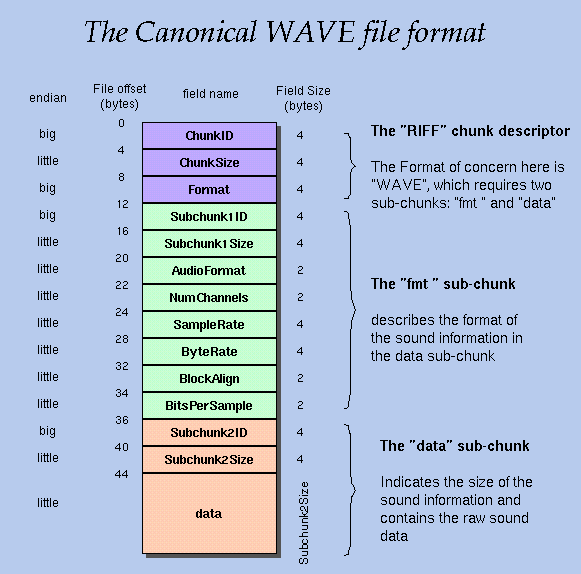 The Canonical WAVE file format
endian
File offset
(bytes)
field name
Field Size
(bytes)
0
big
ChunkID
4
4
little
ChunkSize
4
8
big
Format
4
12
big
Subchunk1ID
4
16
little
Subchunk1Size
4
20
little
AudioFormat
2
22
little
NumChannels
2
24
little
SampleRate
4
28
little
ByteRate
4
32
little
BlockAlign
2
34
little
BitsPerSample
2
36
big
Subchunk2ID
4
40
little
Subchunk2Size
4
44
little
data
Subchunk2Size
The "RIFF" chunk descriptor
The Format of concern here is
"WAVE", which requires two
sub-chunks: "fmt " and "data"
The "fmt " sub-chunk
describes the format of
the sound information in
the data sub-chunk
The "data" sub-chunk
Indicates the size of the
sound information and
contains the raw sound
data